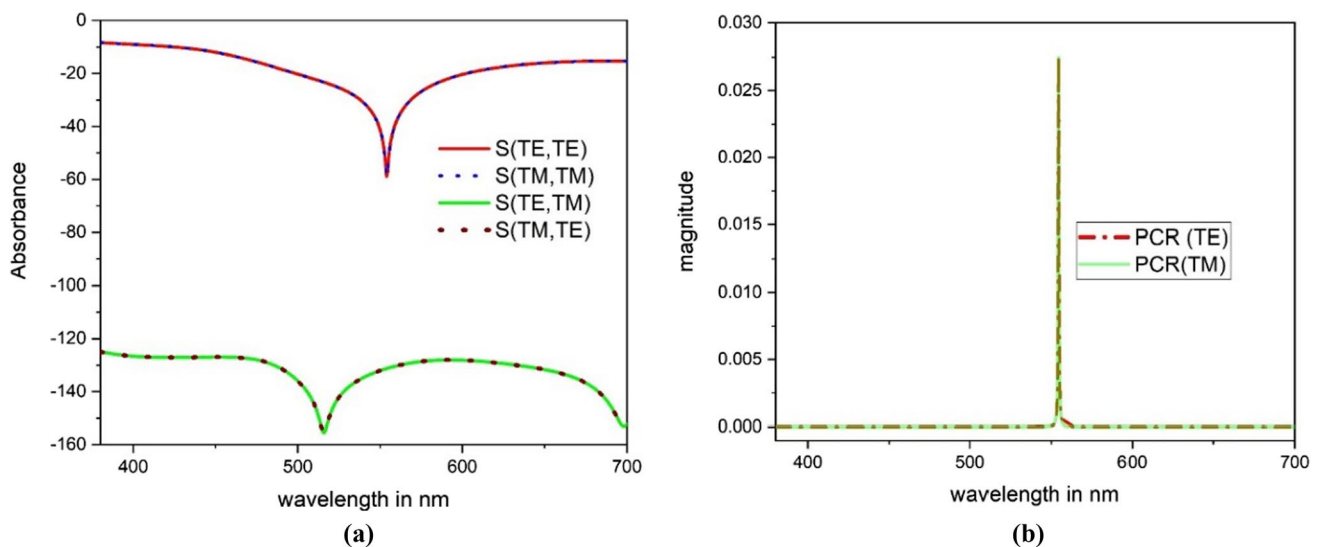 0
-20
-40
-60
-80
-100
-120
-140
-160
Absorbance
S(TE,TE)
S(TM,TM)
S(TE,TM)
S(TM,TE)
400
500
600
700
wavelength in nm
(a)
0.030
0.025
0.020
0.015
0.010
0.005
0.000
magnitude
PCR (TE)
PCR(TM)
400
500
600
700
wavelength in nm
(b)